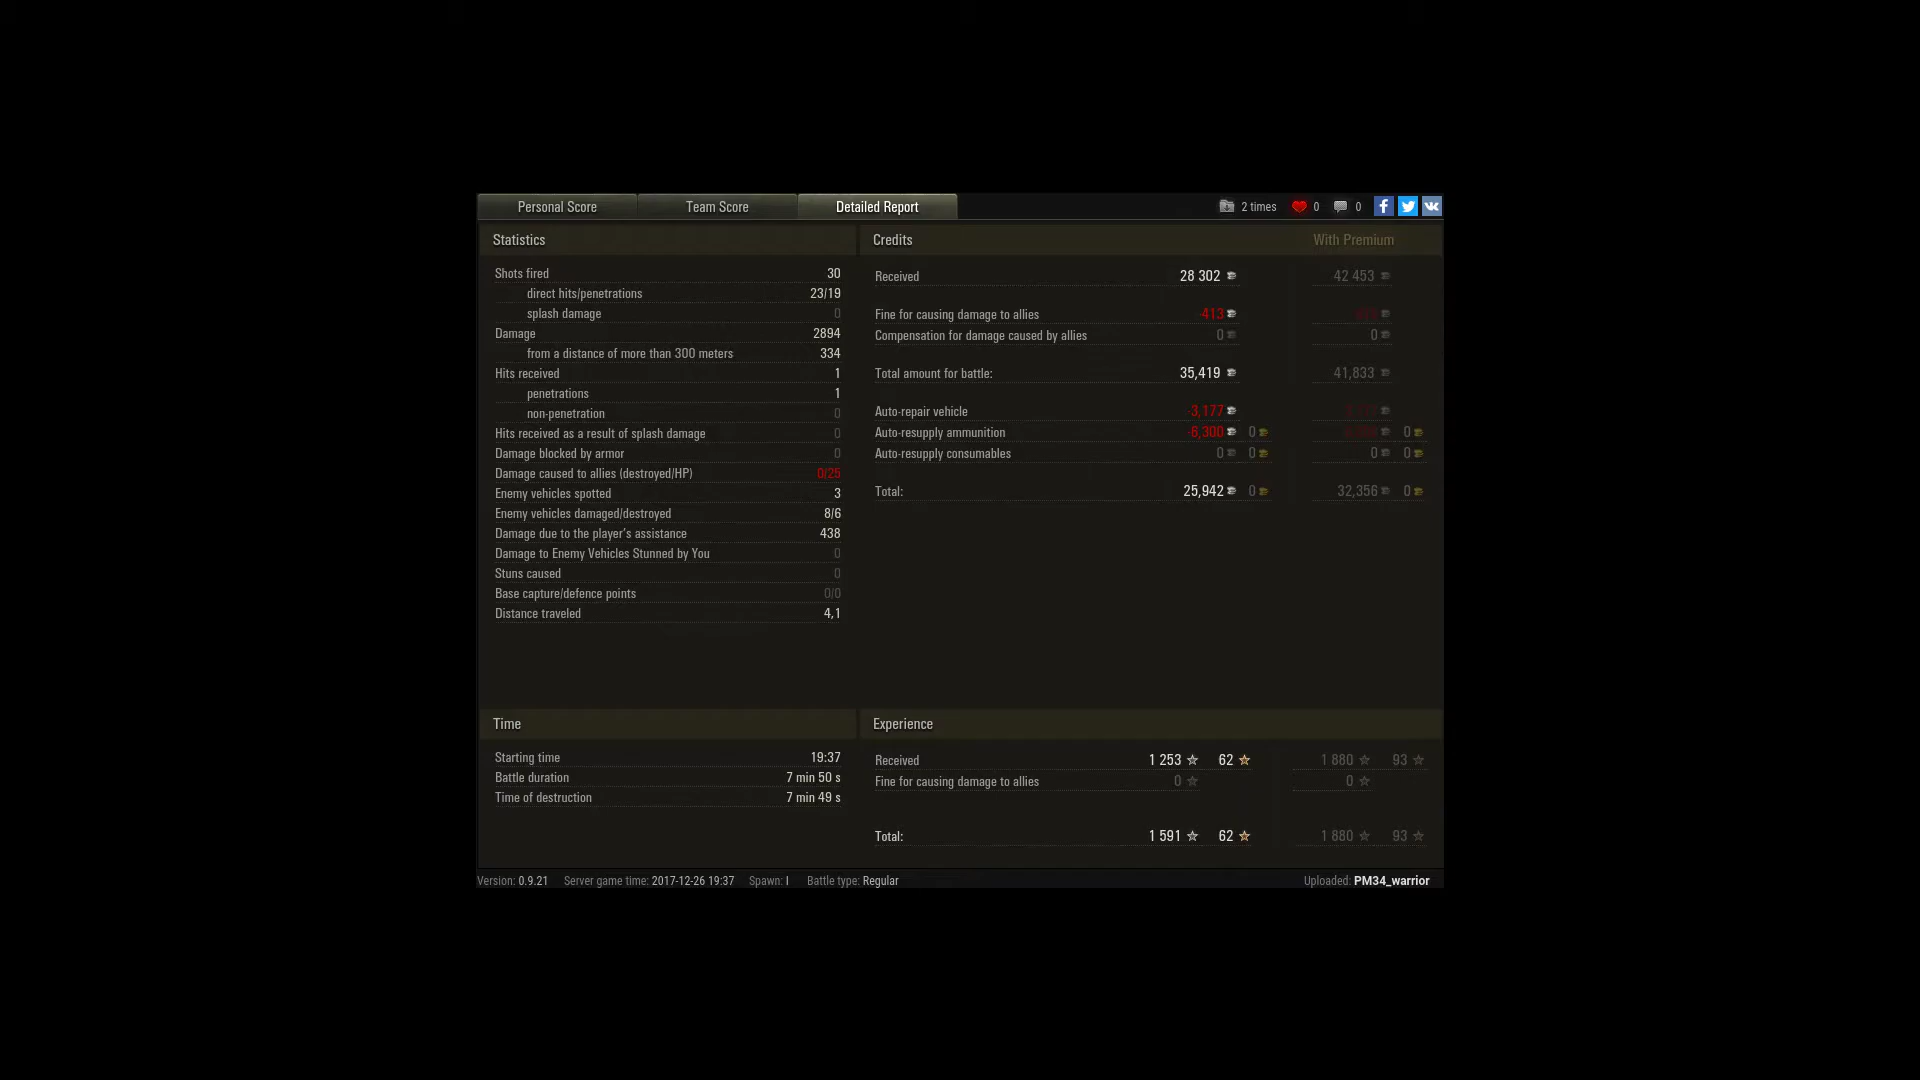 Personal Score Team Score Detailed Report 2 times 0 0
Statistics
Shots fired 30
direct hits/penetrations 23/19
splash damage 0
Damage 2894
from a distance of more than 300 meters 334
Hits received 1
penetrations 1
non-penetration 0
Hits received as a result of splash damage 0
Damage blocked by armor 0
Damage caused to allies (destroyed/HP) 0/25
Enemy vehicles spotted 3
Enemy vehicles damaged/destroyed 8/6
Damage due to the player's assistance 438
Damage to Enemy Vehicles Stunned by You 0
Stuns caused 0
Base capture/defence points 0/0
Distance traveled 4,1
Credits With Premium
Received 28 302 42 453
Fine for causing damage to allies -413
Compensation for damage caused by allies 0 0
Total amount for battle: 35,419 41,833
Auto-repair vehicle -3,177
Auto-resupply ammunition -6,300 0 0
Auto-resupply consumables 0 0 0 0
Total: 25,942 0 32,356 0
Time
Starting time 19:37
Battle duration 7 min 50 s
Time of destruction 7 min 49 s
Experience
Received 1 253 62 1 880 93
Fine for causing damage to allies 0 0
Total: 1 591 62 1 880 93
Version: 0.9.21 Server game time: 2017-12-26 19:37 Spawn: I Battle type: Regular Uploaded: PM34_warrior